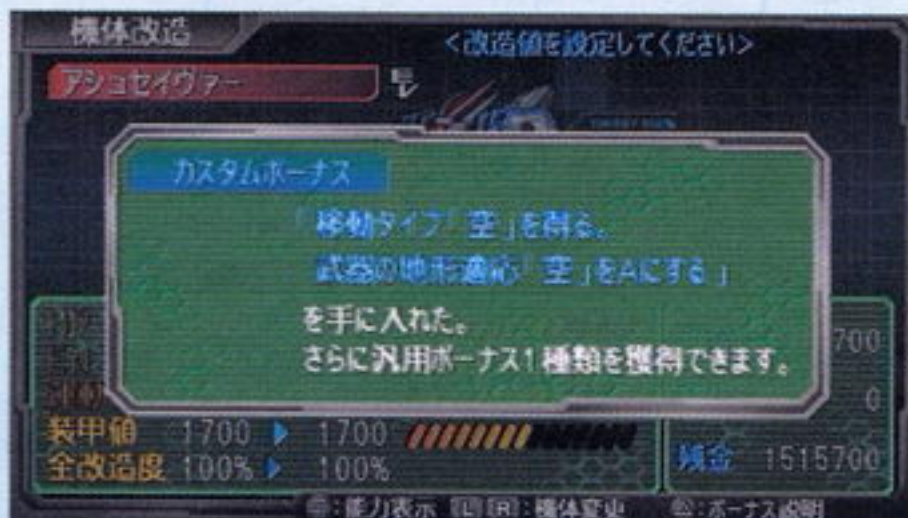 機体改造
<改造値を設定してください>
アシュセイヴァー
カスタムボーナス
「移動タイプ「空」を得る。
武器の地形適応「空」をAにする」
を手に入れた。
さらに汎用ボーナス1種類を獲得できます。
700
0
装甲値 1700 ▶ 1700
全改造度 100% ▶ 100%
残金 1515700
:能力表示 L R:機体変更 :ボーナス説明